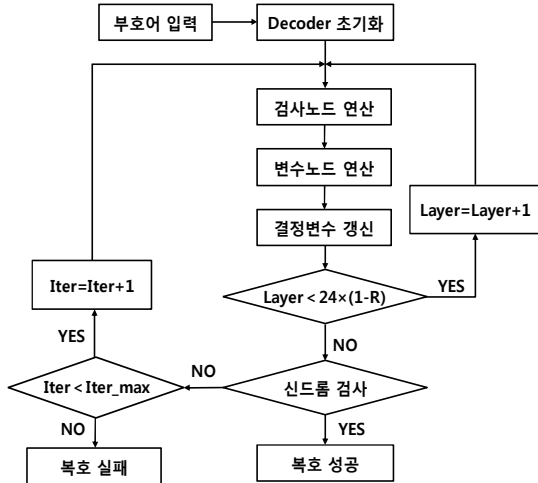 부호어 입력
Decoder 초기화
검사노드 연산
변수노드 연산
결정변수 갱신
Layer=Layer+1
Iter=Iter+1
Layer < 24×(1-R)
YES
NO
YES
Iter < Iter_max
NO
신드롬 검사
NO
YES
복호 실패
복호 성공